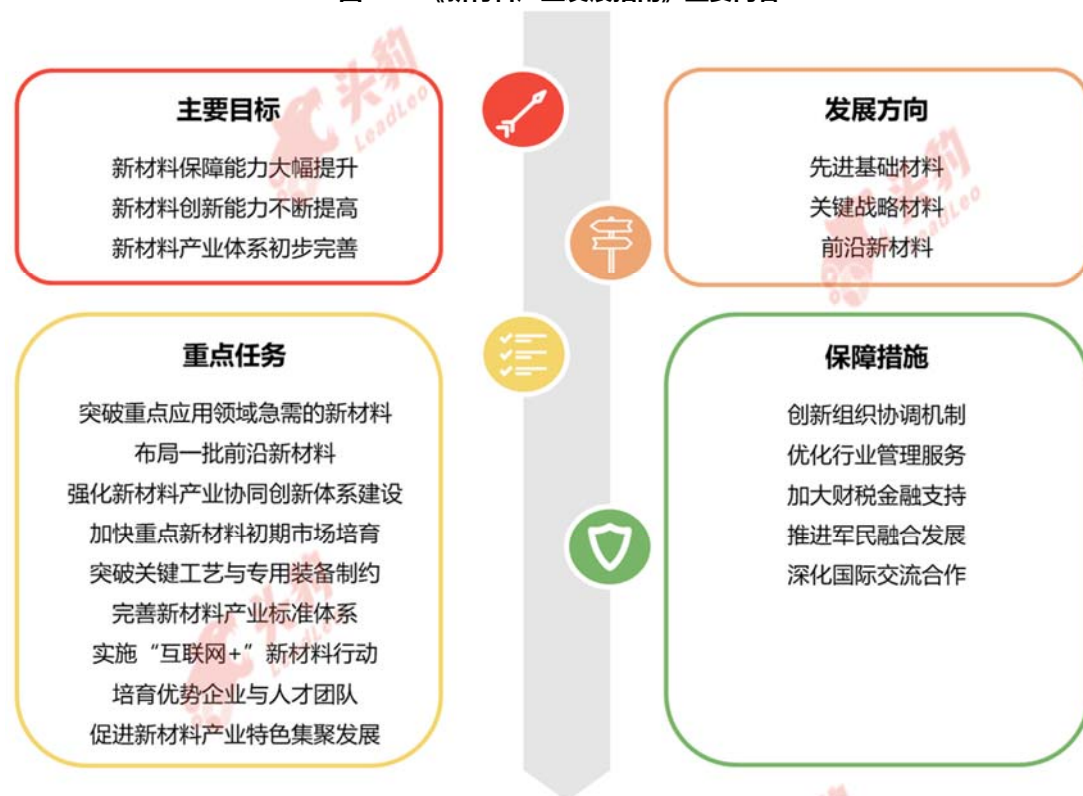 主要目标
新材料保障能力大幅提升
新材料创新能力不断提高
新材料产业体系初步完善
发展方向
先进基础材料
关键战略材料
前沿新材料
重点任务
突破重点应用领域急需的新材料
布局一批前沿新材料
强化新材料产业协同创新体系建设
加快重点新材料初期市场培育
突破关键工艺与专用装备制约
完善新材料产业标准体系
实施“互联网+”新材料行动
培育优势企业与人才团队
促进新材料产业特色集聚发展
保障措施
创新组织协调机制
优化行业管理服务
加大财税金融支持
推进军民融合发展
深化国际交流合作
头豹
LeadLeo
头豹
LeadLeo
头豹
LeadLeo